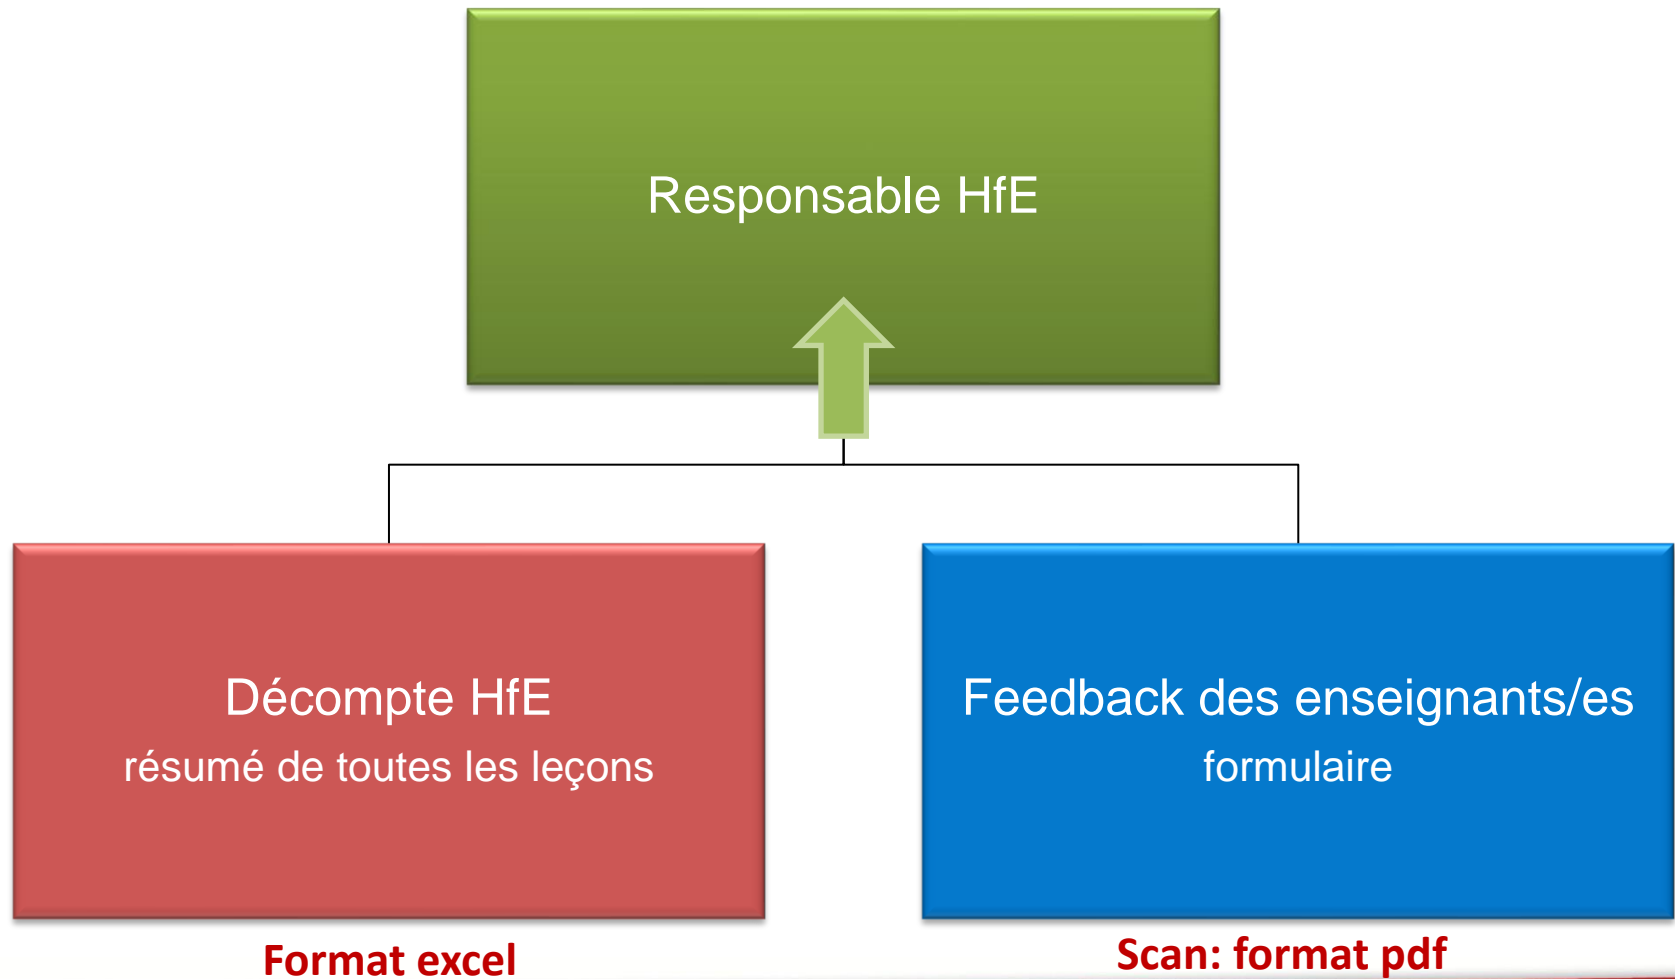 Responsable HfE
Décompte HfE
résumé de toutes les leçons
Feedback des enseignants/es
formulaire
Format excel
Scan: format pdf